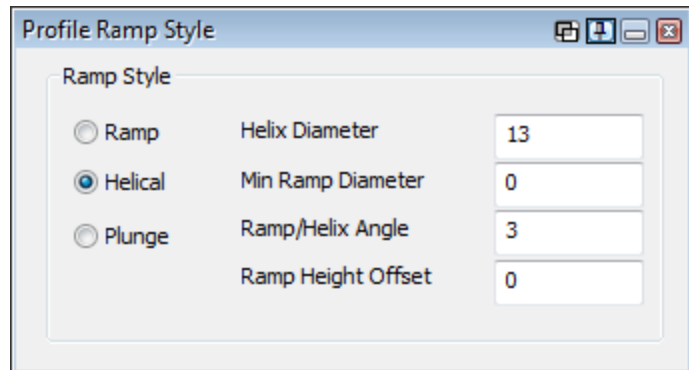 Profile Ramp Style
Ramp Style
Ramp Helix Diameter 13
Helical Min Ramp Diameter 0
Plunge Ramp/Helix Angle 3
Ramp Height Offset 0